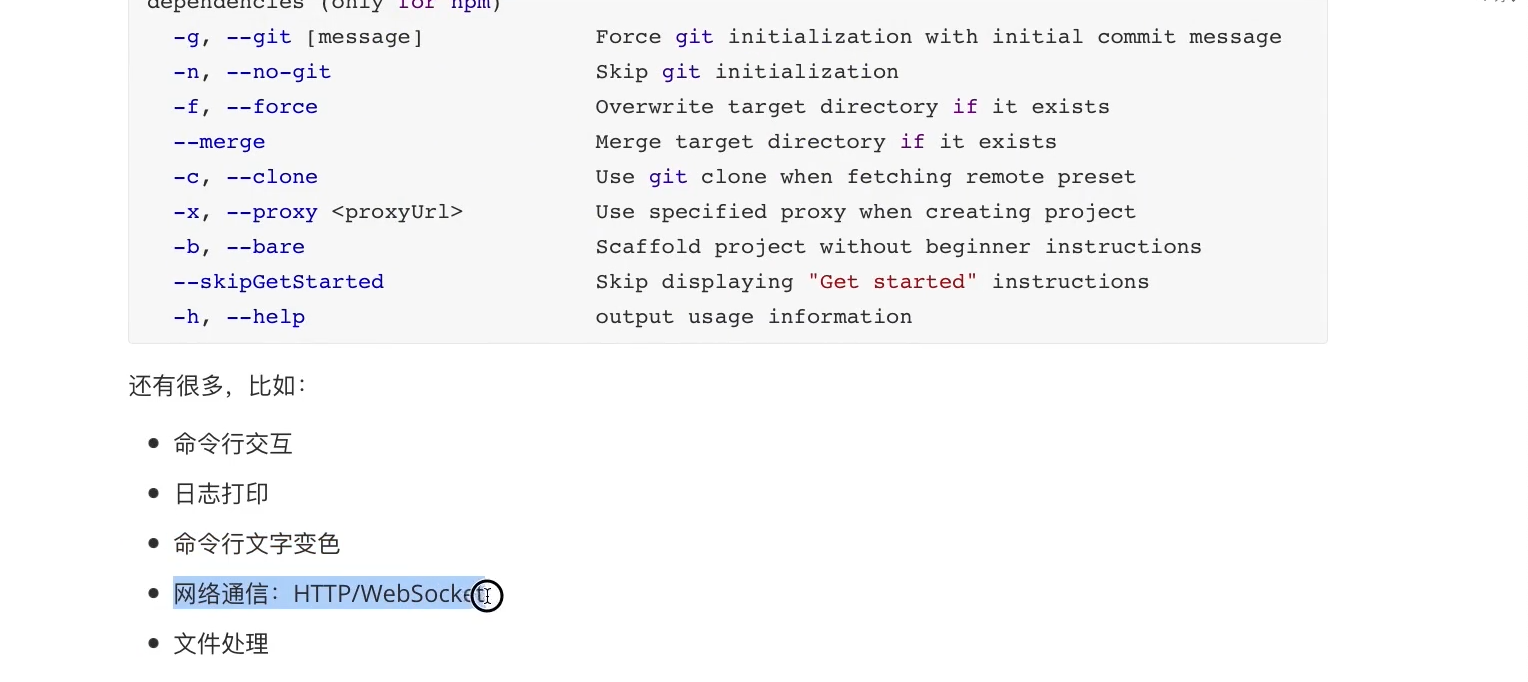 dependencies (only for npm)
-g, --git [message] Force git initialization with initial commit message
-n, --no-git Skip git initialization
-f, --force Overwrite target directory if it exists
--merge Merge target directory if it exists
-c, --clone Use git clone when fetching remote preset
-x, --proxy <proxyUrl> Use specified proxy when creating project
-b, --bare Scaffold project without beginner instructions
--skipGetStarted Skip displaying "Get started" instructions
-h, --help output usage information
还有很多，比如：
命令行交互
日志打印
命令行文字变色
网络通信：HTTP/WebSocket
文件处理